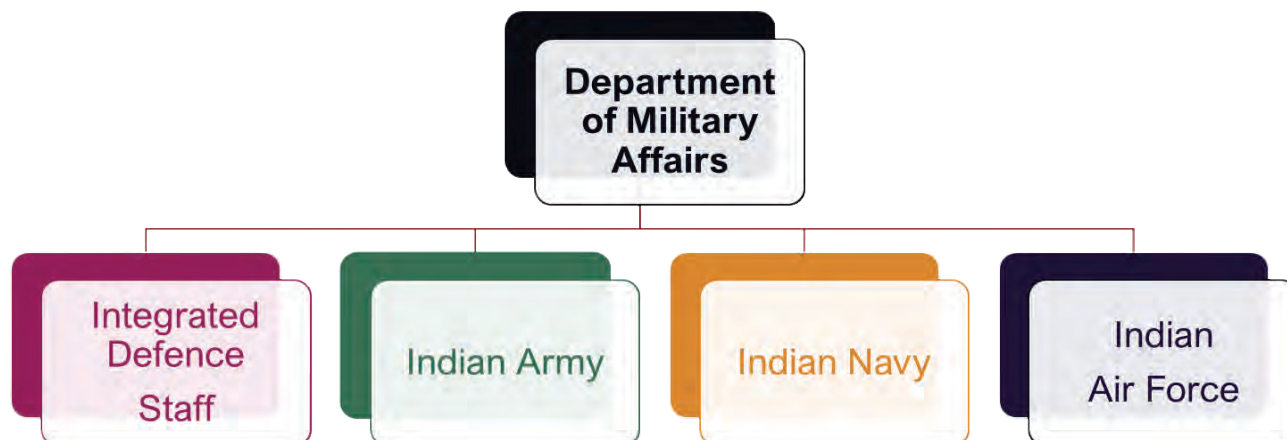 Department
of Military
Affairs
Integrated
Defence
Staff
Indian Army
Indian Navy
Indian
Air Force